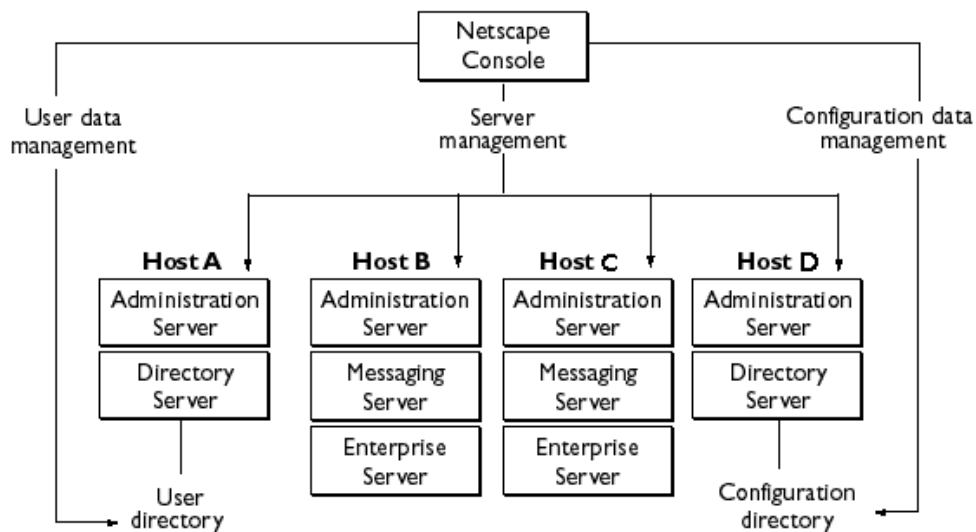 Netscape
Console
User data
management
Server
management
Configuration data
management
Host A
Host B
Host C
Host D
Administration
Server
Administration
Server
Administration
Server
Administration
Server
Directory
Server
Messaging
Server
Messaging
Server
Directory
Server
Enterprise
Server
Enterprise
Server
User
directory
Configuration
directory